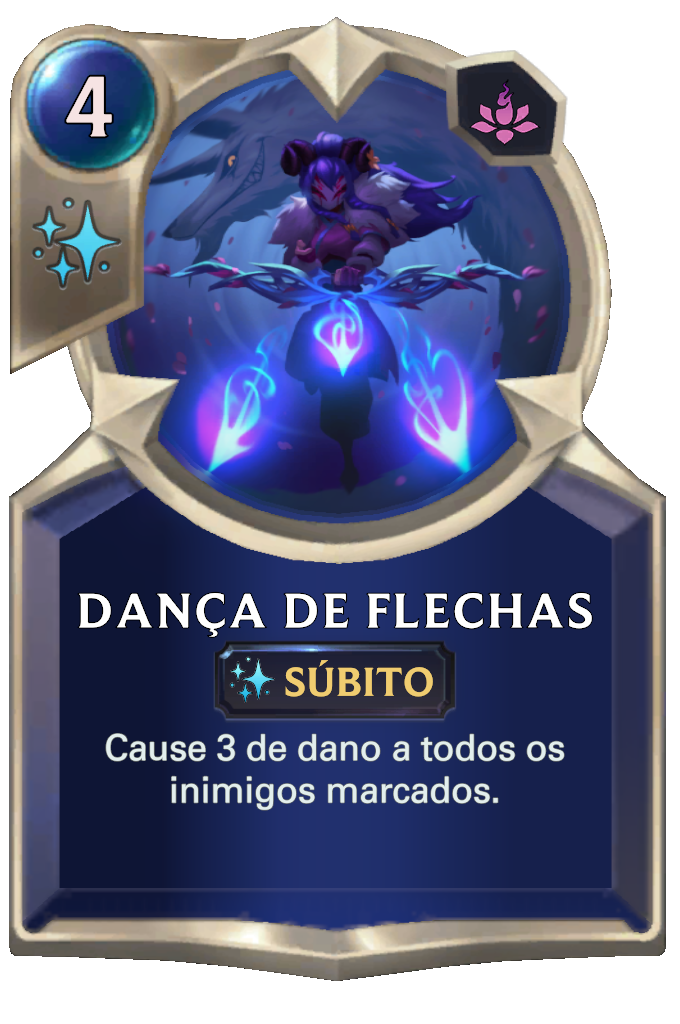 4
DANÇA DE FLECHAS
SÚBITO
Cause 3 de dano a todos os
inimigos marcados.